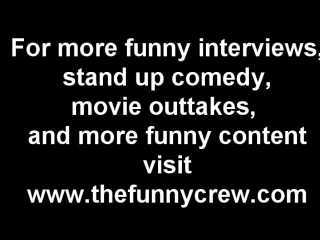 For more funny interviews,
stand up comedy,
movie outtakes,
and more funny content
visit
www.thefunnycrew.com